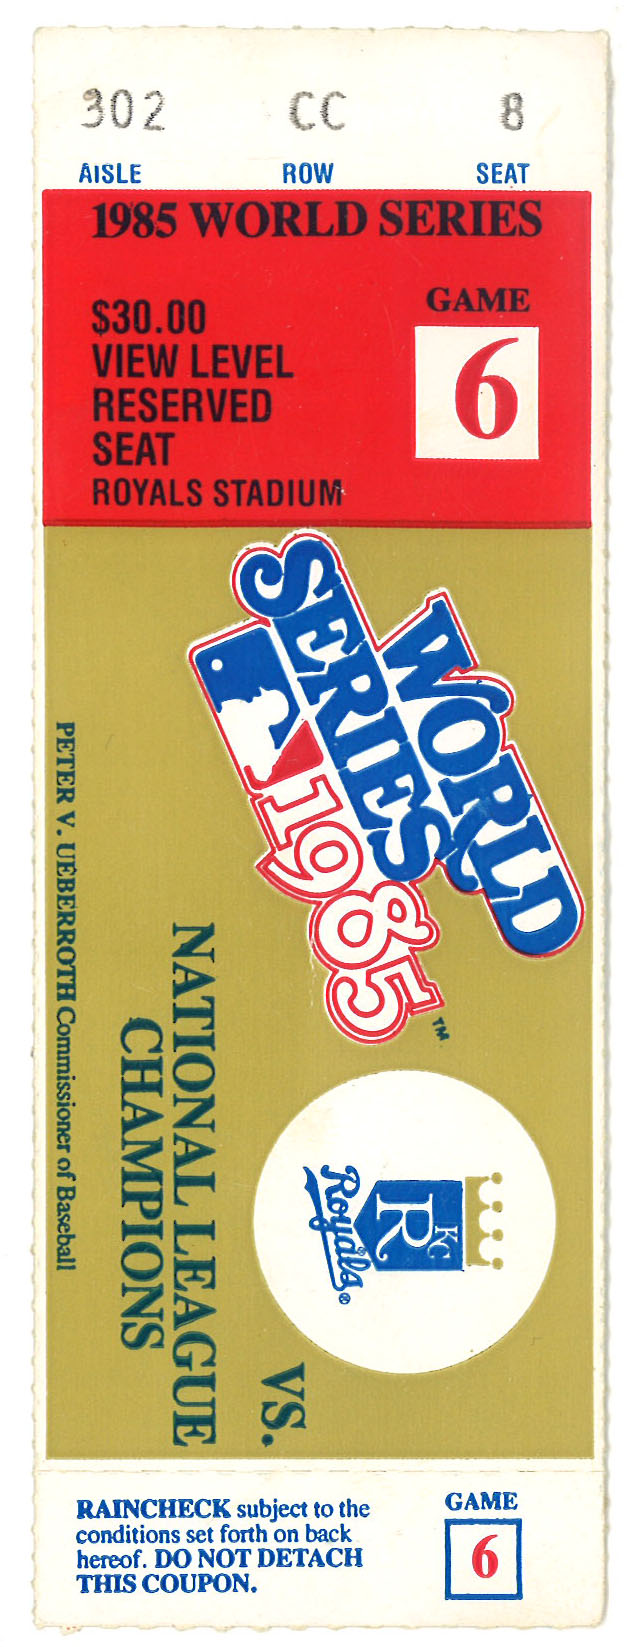 302 CC 8
AISLE ROW SEAT
1985 WORLD SERIES
$30.00
VIEW LEVEL
RESERVED
SEAT
ROYALS STADIUM
GAME
6
WORLD
SERIES
1985
™
KC
R
Royals®
VS.
NATIONAL LEAGUE
CHAMPIONS
PETER V. UEBERROTH Commissioner of Baseball
RAINCHECK subject to the
conditions set forth on back
hereof. DO NOT DETACH
THIS COUPON.
GAME
6